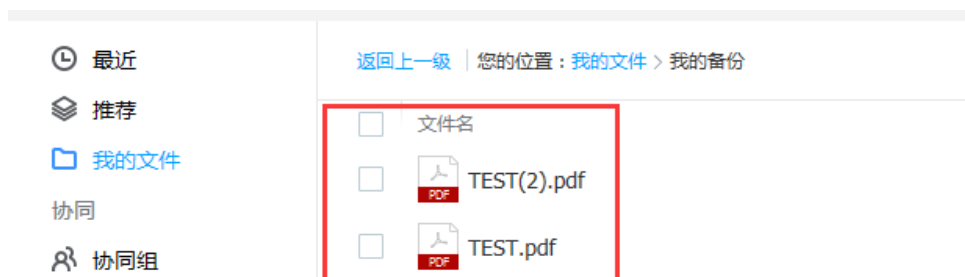 最近
推荐
我的文件
协同
协同组
返回上一级 您的位置：我的文件 > 我的备份
文件名
PDF TEST(2).pdf
PDF TEST.pdf